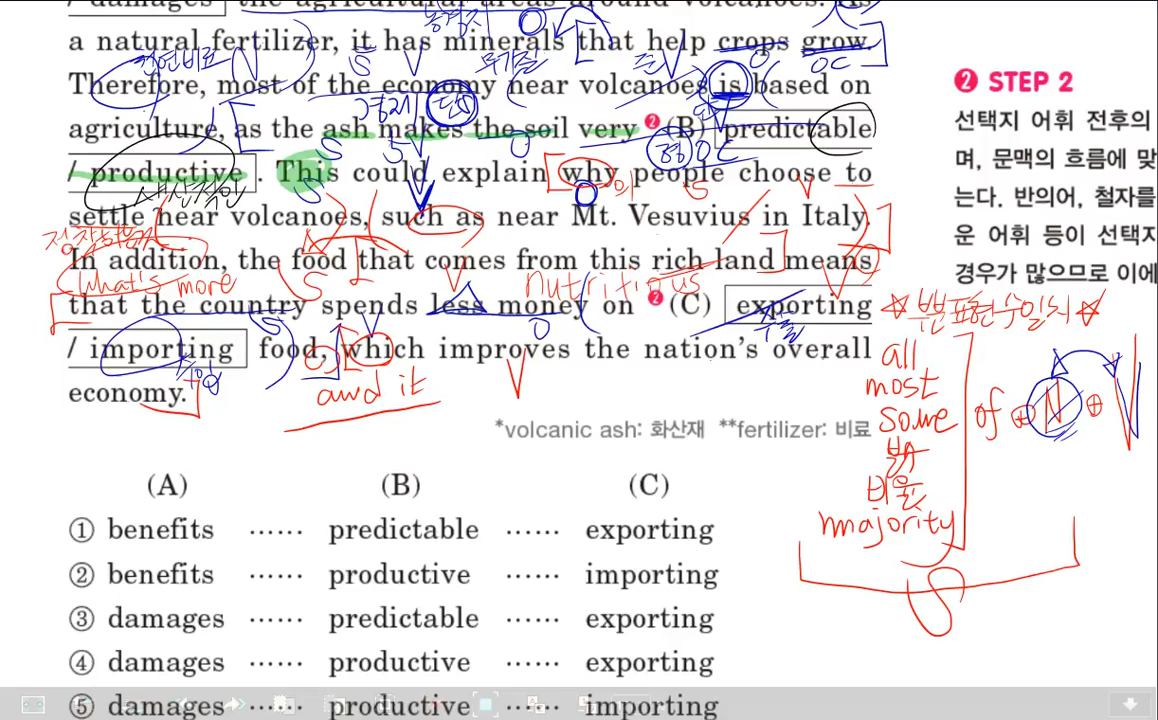 / damages the agricultural areas around volcanoes. As
a natural fertilizer, it has minerals that help crops grow.
Therefore, most of the economy near volcanoes is based on
agriculture, as the ash makes the soil very ❷ (B) predictable
/ productive . This could explain why people choose to
settle near volcanoes, such as near Mt. Vesuvius in Italy.
In addition, the food that comes from this rich land means
what's more
nutritious
that the country spends less money on ❷ (C) exporting
/ importing food, which improves the nation's overall
and it
economy.
*volcanic ash: 화산재 **fertilizer: 비료
(A) (B) (C)
① benefits …… predictable …… exporting
② benefits …… productive …… importing
③ damages …… predictable …… exporting
④ damages …… productive …… exporting
⑤ damages …… productive …… importing
❷ STEP 2
선택지 어휘 전후의
며, 문맥의 흐름에 맞
는다. 반의어, 철자를
운 어휘 등이 선택지
경우가 많으므로 이에
☆ 부분표현 수일치 ☆
all
most
some
분수
비율
majority
of ⊕ N ⊕ V
S